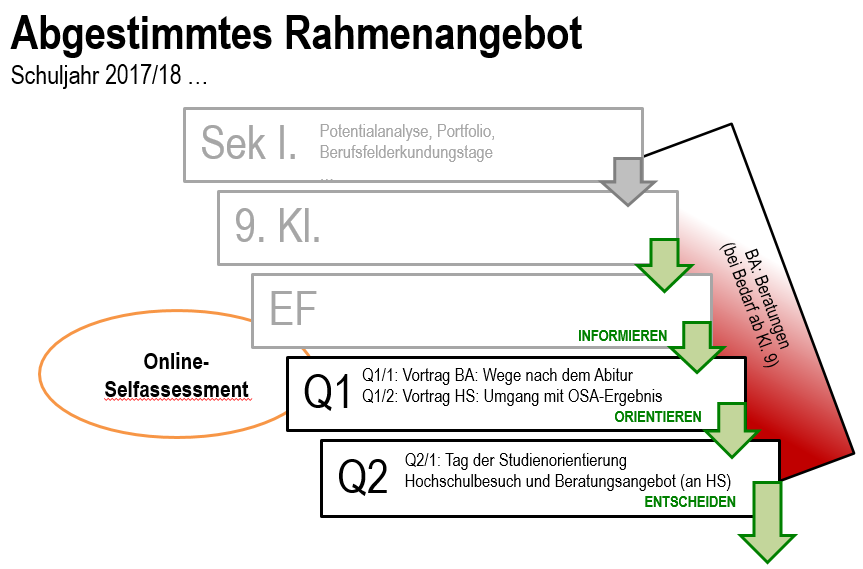 Abgestimmtes Rahmenangebot
Schuljahr 2017/18 …
Sek I.
Potentialanalyse, Portfolio,
Berufsfelderkundungstage
…
9. Kl.
BA: Beratungen
(bei Bedarf ab Kl. 9)
EF
INFORMIEREN
Online-
Selfassessment
Q1
Q1/1: Vortrag BA: Wege nach dem Abitur
Q1/2: Vortrag HS: Umgang mit OSA-Ergebnis
ORIENTIEREN
Q2
Q2/1: Tag der Studienorientierung
Hochschulbesuch und Beratungsangebot (an HS)
ENTSCHEIDEN